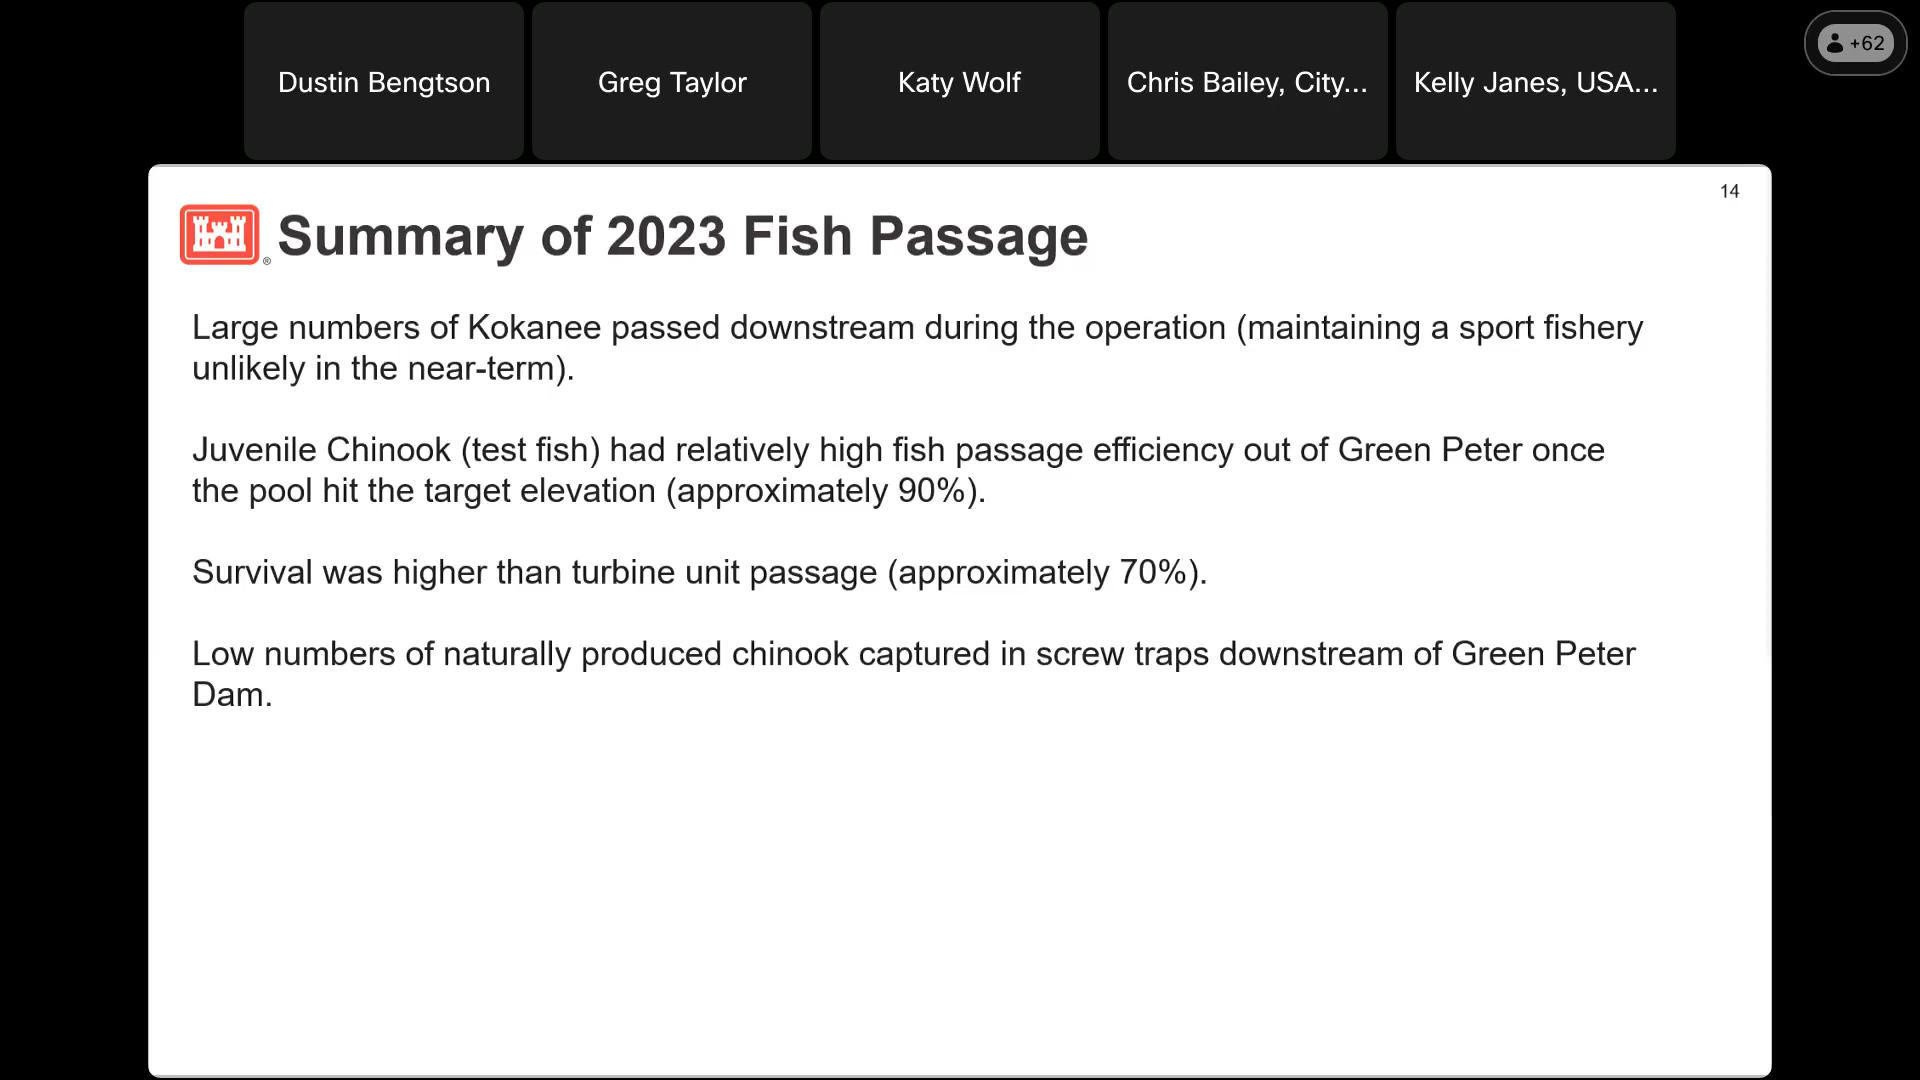 Dustin Bengtson
Greg Taylor
Katy Wolf
Chris Bailey, City...
Kelly Janes, USA...
+62
14
® Summary of 2023 Fish Passage
Large numbers of Kokanee passed downstream during the operation (maintaining a sport fishery
unlikely in the near-term).
Juvenile Chinook (test fish) had relatively high fish passage efficiency out of Green Peter once
the pool hit the target elevation (approximately 90%).
Survival was higher than turbine unit passage (approximately 70%).
Low numbers of naturally produced chinook captured in screw traps downstream of Green Peter
Dam.